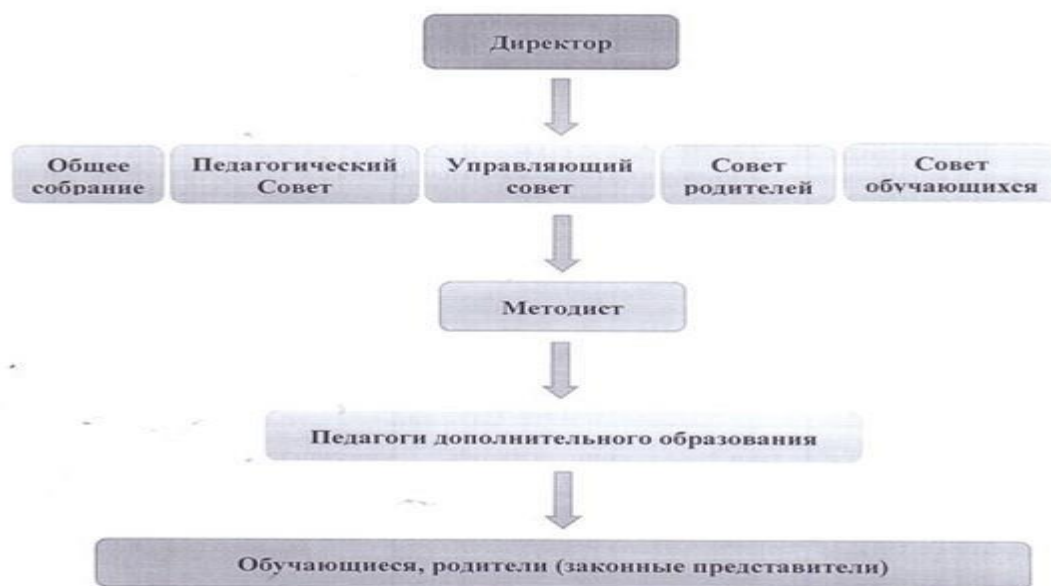 Директор
Общее
собрание
Педагогический
Совет
Управляющий
совет
Совет
родителей
Совет
обучающихся
Методист
Педагоги дополнительного образования
Обучающиеся, родители (законные представители)